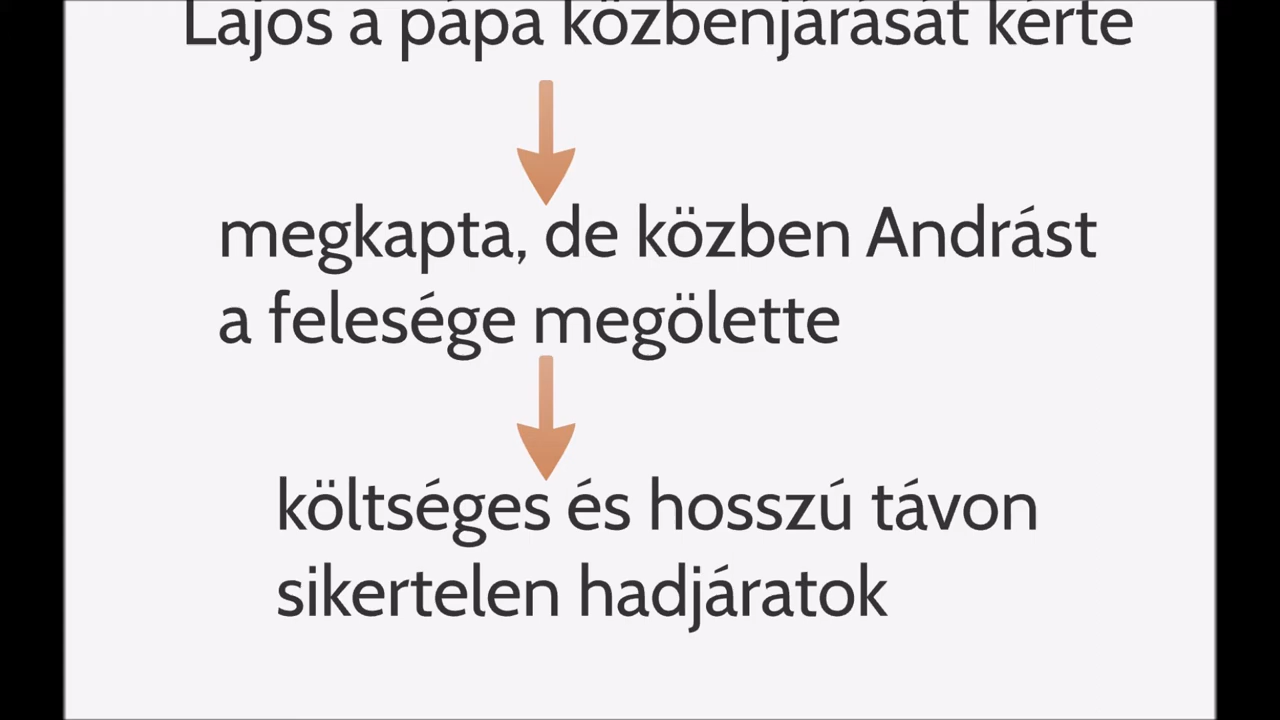 Lajos a pápa közbenjárását kérte
megkapta, de közben Andrást
a felesége megölette
költséges és hosszú távon
sikertelen hadjáratok